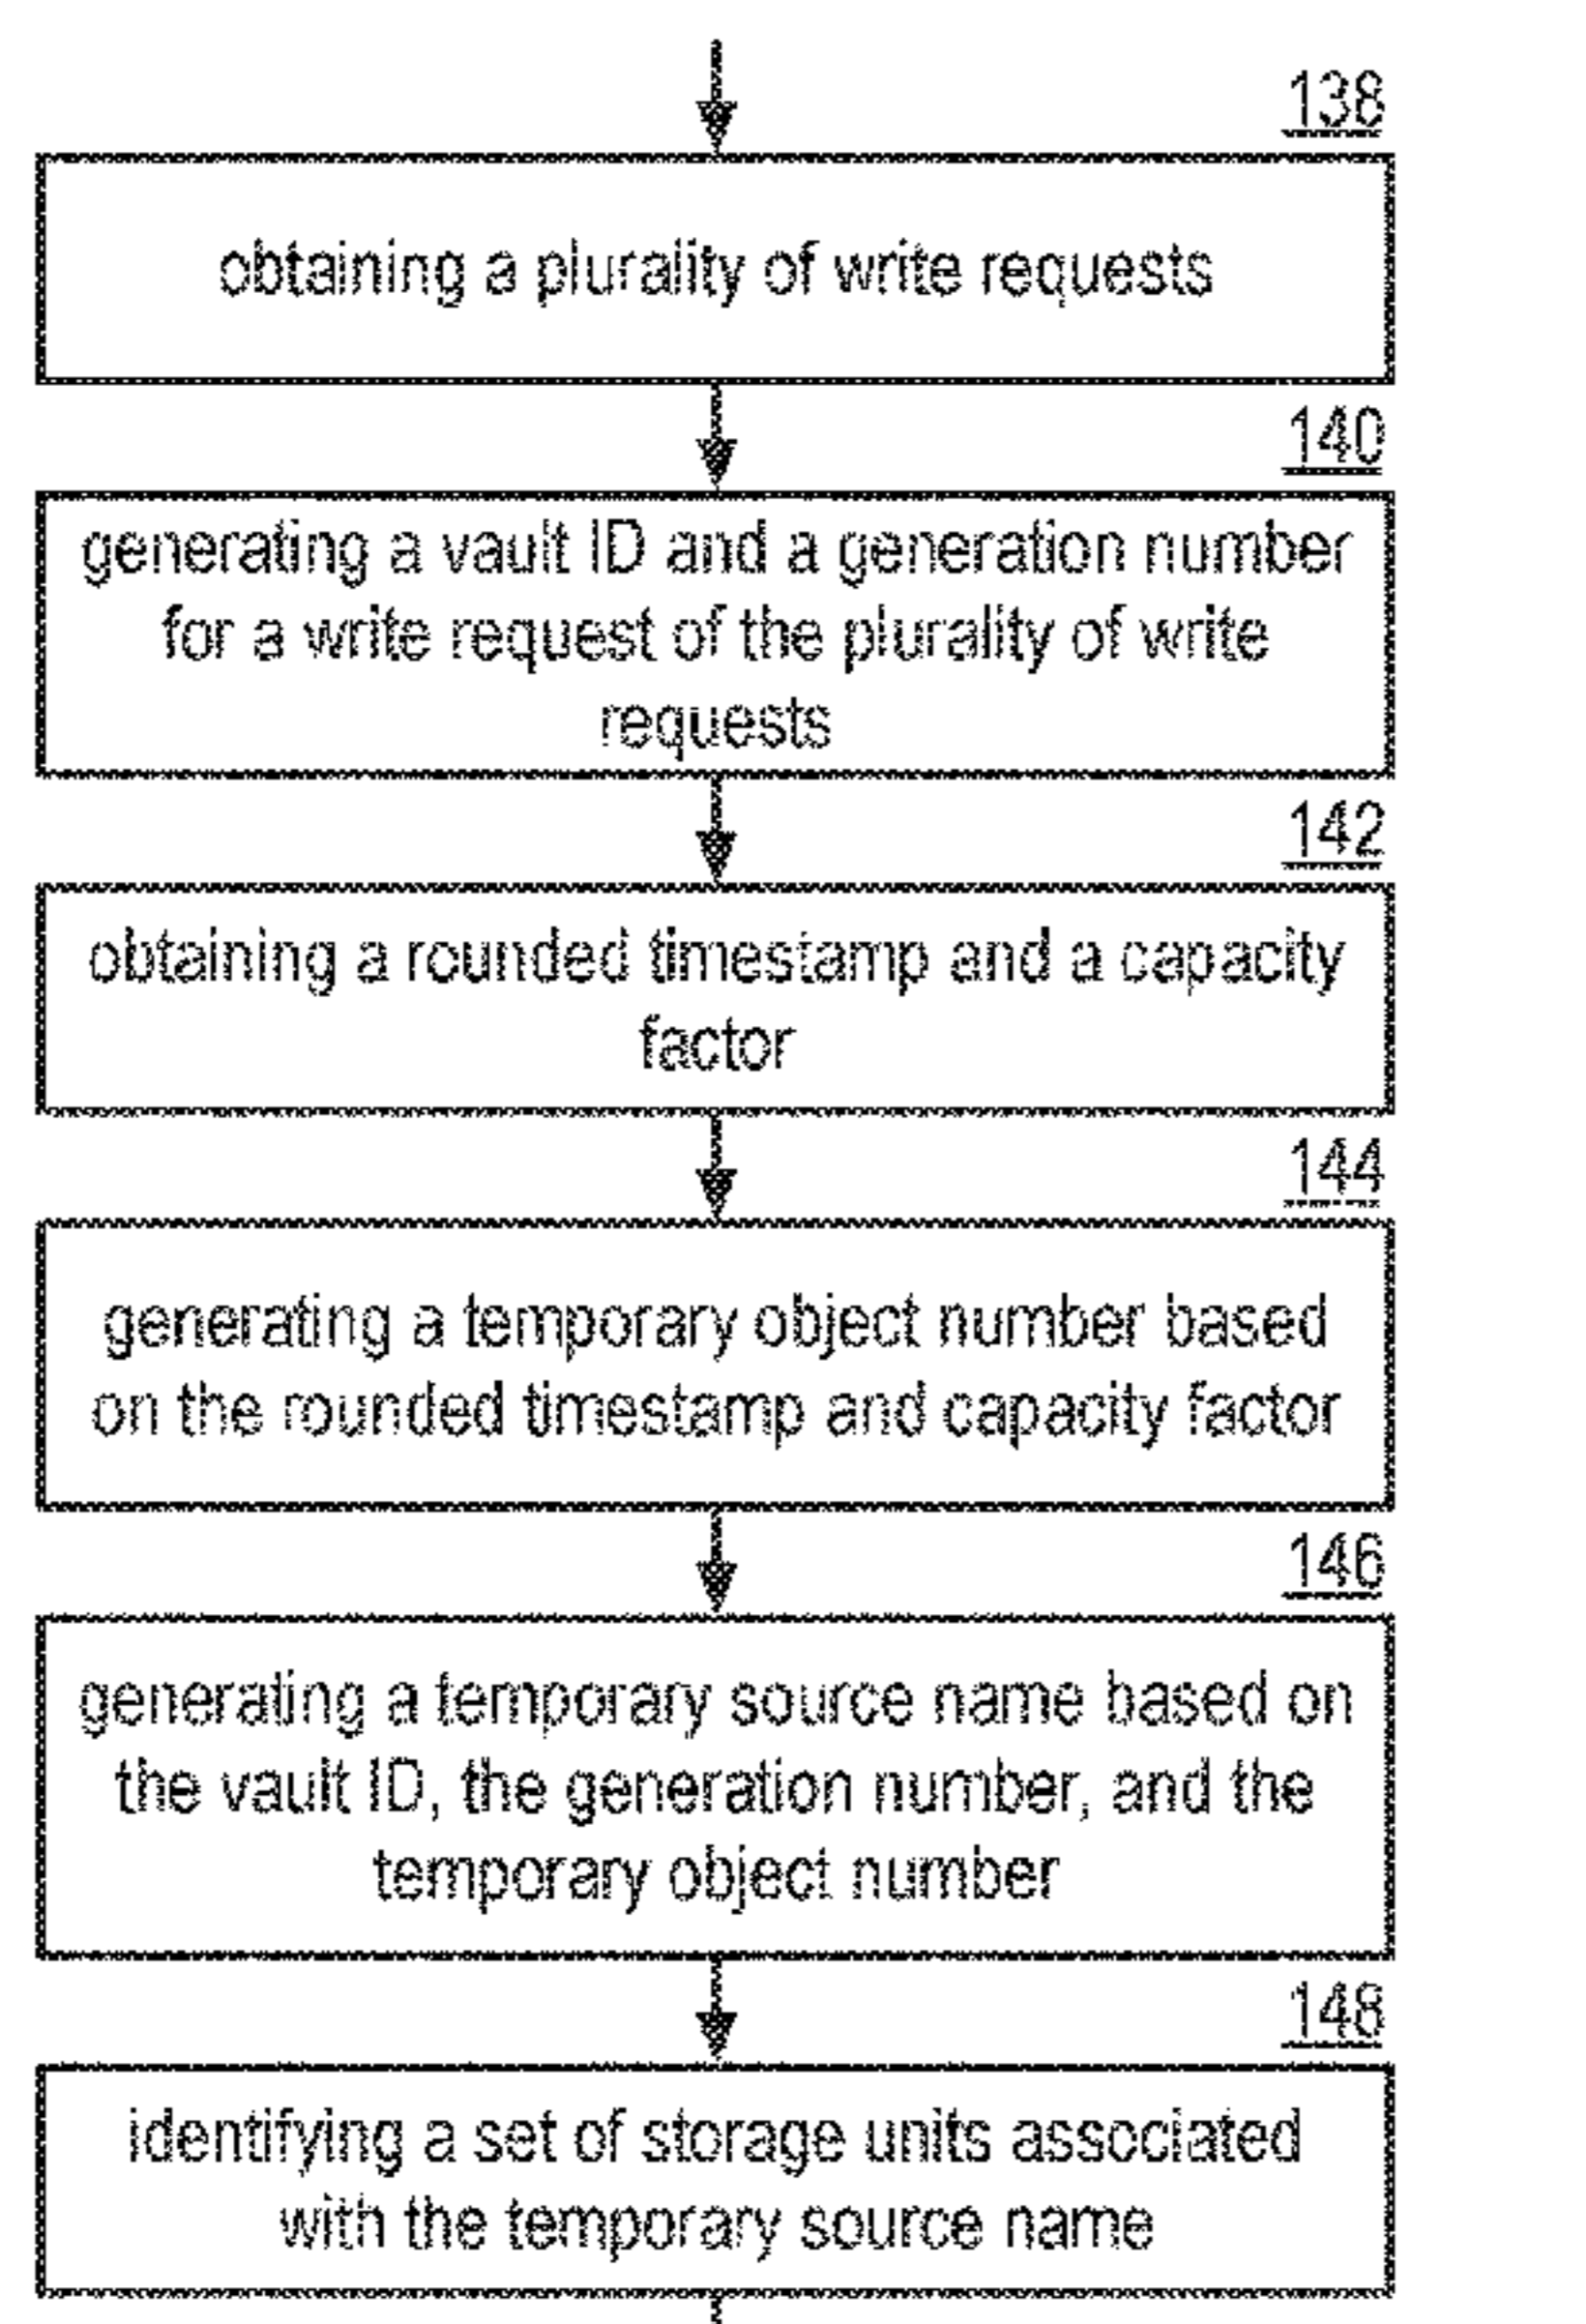 138
obtaining a plurality of write requests
140
generating a vault ID and a generation number
for a write request of the plurality of write
requests
142
obtaining a rounded timestamp and a capacity
factor
144
generating a temporary object number based
on the rounded timestamp and capacity factor
146
generating a temporary source name based on
the vault ID, the generation number, and the
temporary object number
148
identifying a set of storage units associated
with the temporary source name